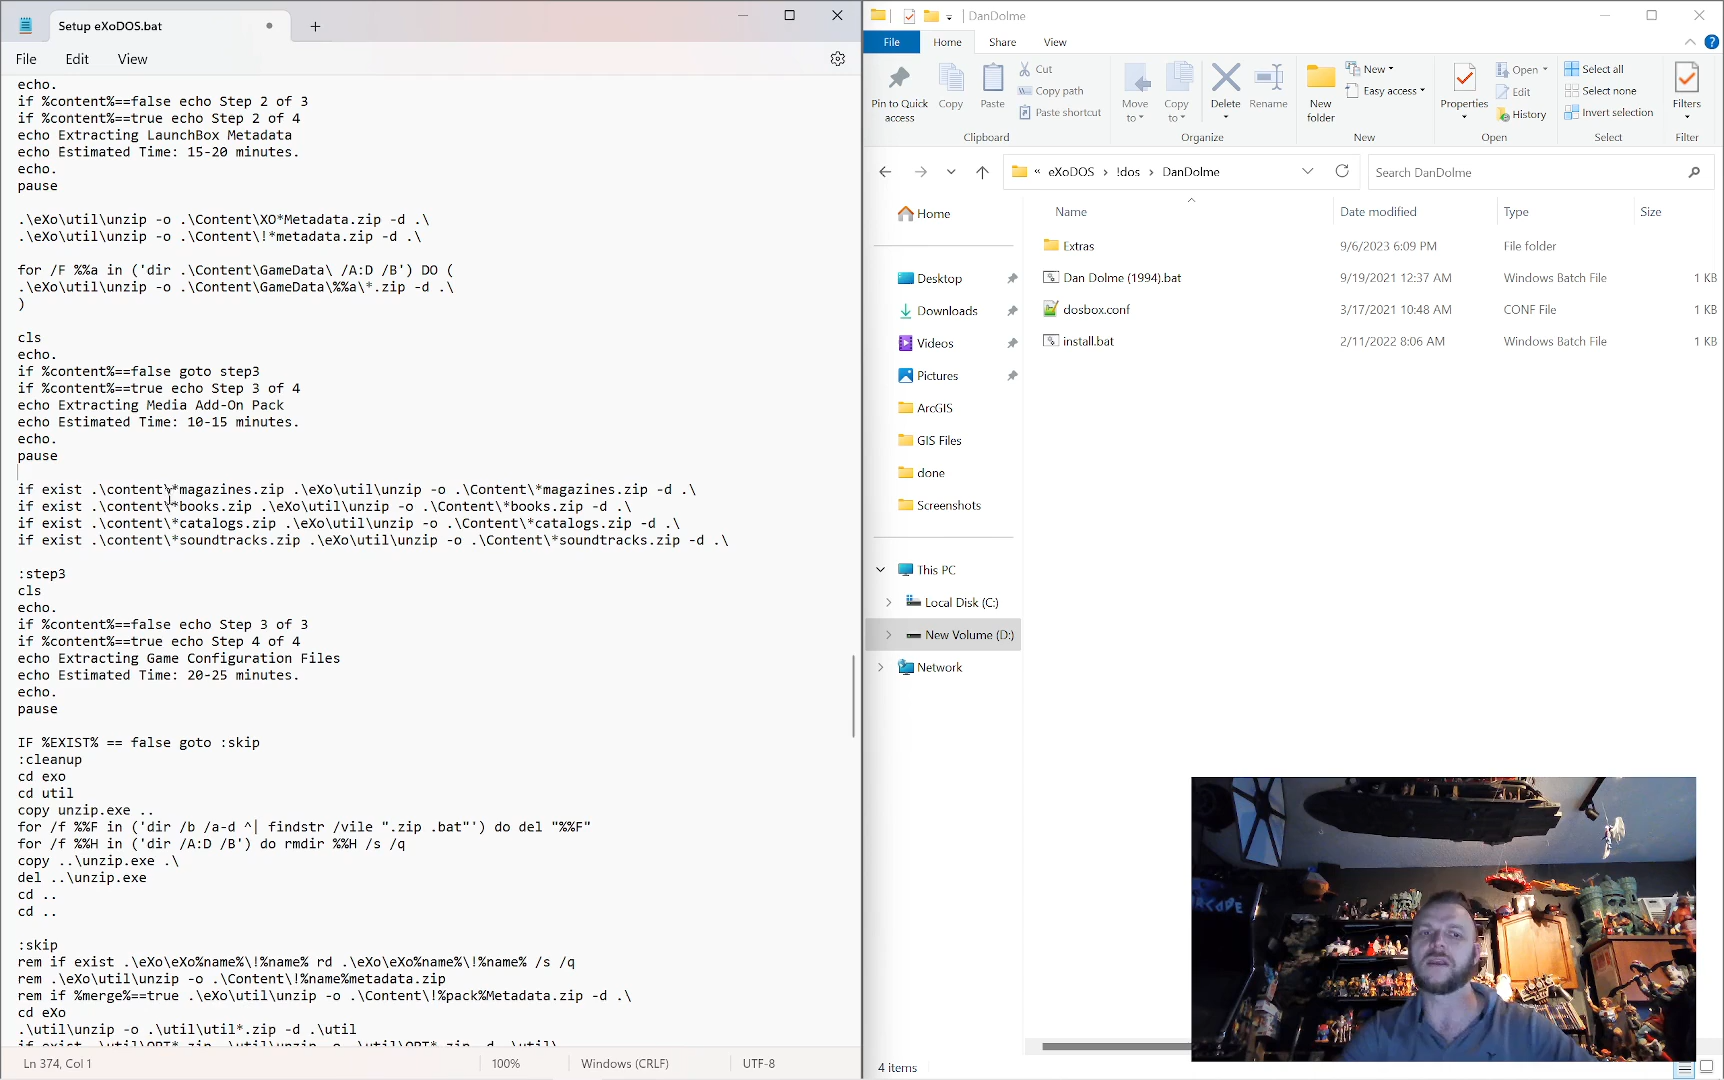 Setup eXoDOS.bat
File Edit View
echo.
if %content%==false echo Step 2 of 3
if %content%==true echo Step 2 of 4
echo Extracting LaunchBox Metadata
echo Estimated Time: 15-20 minutes.
echo.
pause
.\eXo\util\unzip -o .\Content\XO*Metadata.zip -d .\
.\eXo\util\unzip -o .\Content\!*metadata.zip -d .\
for /F %%a in ('dir .\Content\GameData\ /A:D /B') DO (
.\eXo\util\unzip -o .\Content\GameData\%%a\*.zip -d .\
)
cls
echo.
if %content%==false goto step3
if %content%==true echo Step 3 of 4
echo Extracting Media Add-On Pack
echo Estimated Time: 10-15 minutes.
echo.
pause
if exist .\content\*magazines.zip .\eXo\util\unzip -o .\Content\*magazines.zip -d .\
if exist .\content\*books.zip .\eXo\util\unzip -o .\Content\*books.zip -d .\
if exist .\content\*catalogs.zip .\eXo\util\unzip -o .\Content\*catalogs.zip -d .\
if exist .\content\*soundtracks.zip .\eXo\util\unzip -o .\Content\*soundtracks.zip -d .\
:step3
cls
echo.
if %content%==false echo Step 3 of 3
if %content%==true echo Step 4 of 4
echo Extracting Game Configuration Files
echo Estimated Time: 20-25 minutes.
echo.
pause
IF %EXIST% == false goto :skip
:cleanup
cd exo
cd util
copy unzip.exe ..
for /f %%F in ('dir /b /a-d ^| findstr /vile ".zip .bat"') do del "%%F"
for /f %%H in ('dir /A:D /B') do rmdir %%H /s /q
copy ..\unzip.exe .\
del ..\unzip.exe
cd ..
cd ..
:skip
rem if exist .\eXo\eXo%name%\!%name% rd .\eXo\eXo%name%\!%name% /s /q
rem .\eXo\util\unzip -o .\Content\!%name%metadata.zip
rem if %merge%==true .\eXo\util\unzip -o .\Content\!%pack%Metadata.zip -d .\
cd eXo
.\util\unzip -o .\util\util*.zip -d .\util
Ln 374, Col 1
100%
Windows (CRLF)
UTF-8
DanDolme
File Home Share View
Pin to Quick access
Copy
Paste
Cut
Copy path
Paste shortcut
Clipboard
Move to
Copy to
Delete
Rename
Organize
New folder
New
Easy access
New
Properties
Open
Edit
History
Open
Select all
Select none
Invert selection
Select
Filters
Filter
« eXoDOS > !dos > DanDolme
Search DanDolme
Home
Desktop
Downloads
Videos
Pictures
ArcGIS
GIS Files
done
Screenshots
This PC
Local Disk (C:)
New Volume (D:)
Network
Name Date modified Type Size
Extras 9/6/2023 6:09 PM File folder
Dan Dolme (1994).bat 9/19/2021 12:37 AM Windows Batch File 1 KB
dosbox.conf 3/17/2021 10:48 AM CONF File 1 KB
install.bat 2/11/2022 8:06 AM Windows Batch File 1 KB
4 items